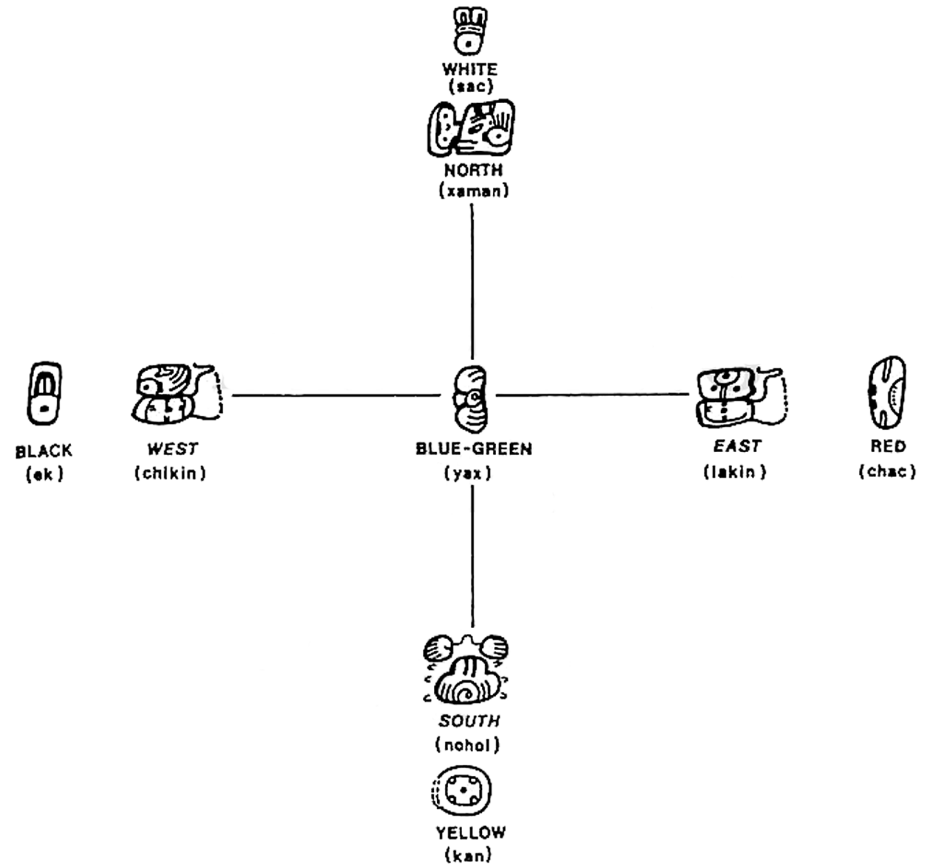 WHITE
(sac)
NORTH
(xaman)
BLACK
(ek)
WEST
(chikin)
BLUE-GREEN
(yax)
EAST
(lakin)
RED
(chac)
SOUTH
(nohol)
YELLOW
(kan)